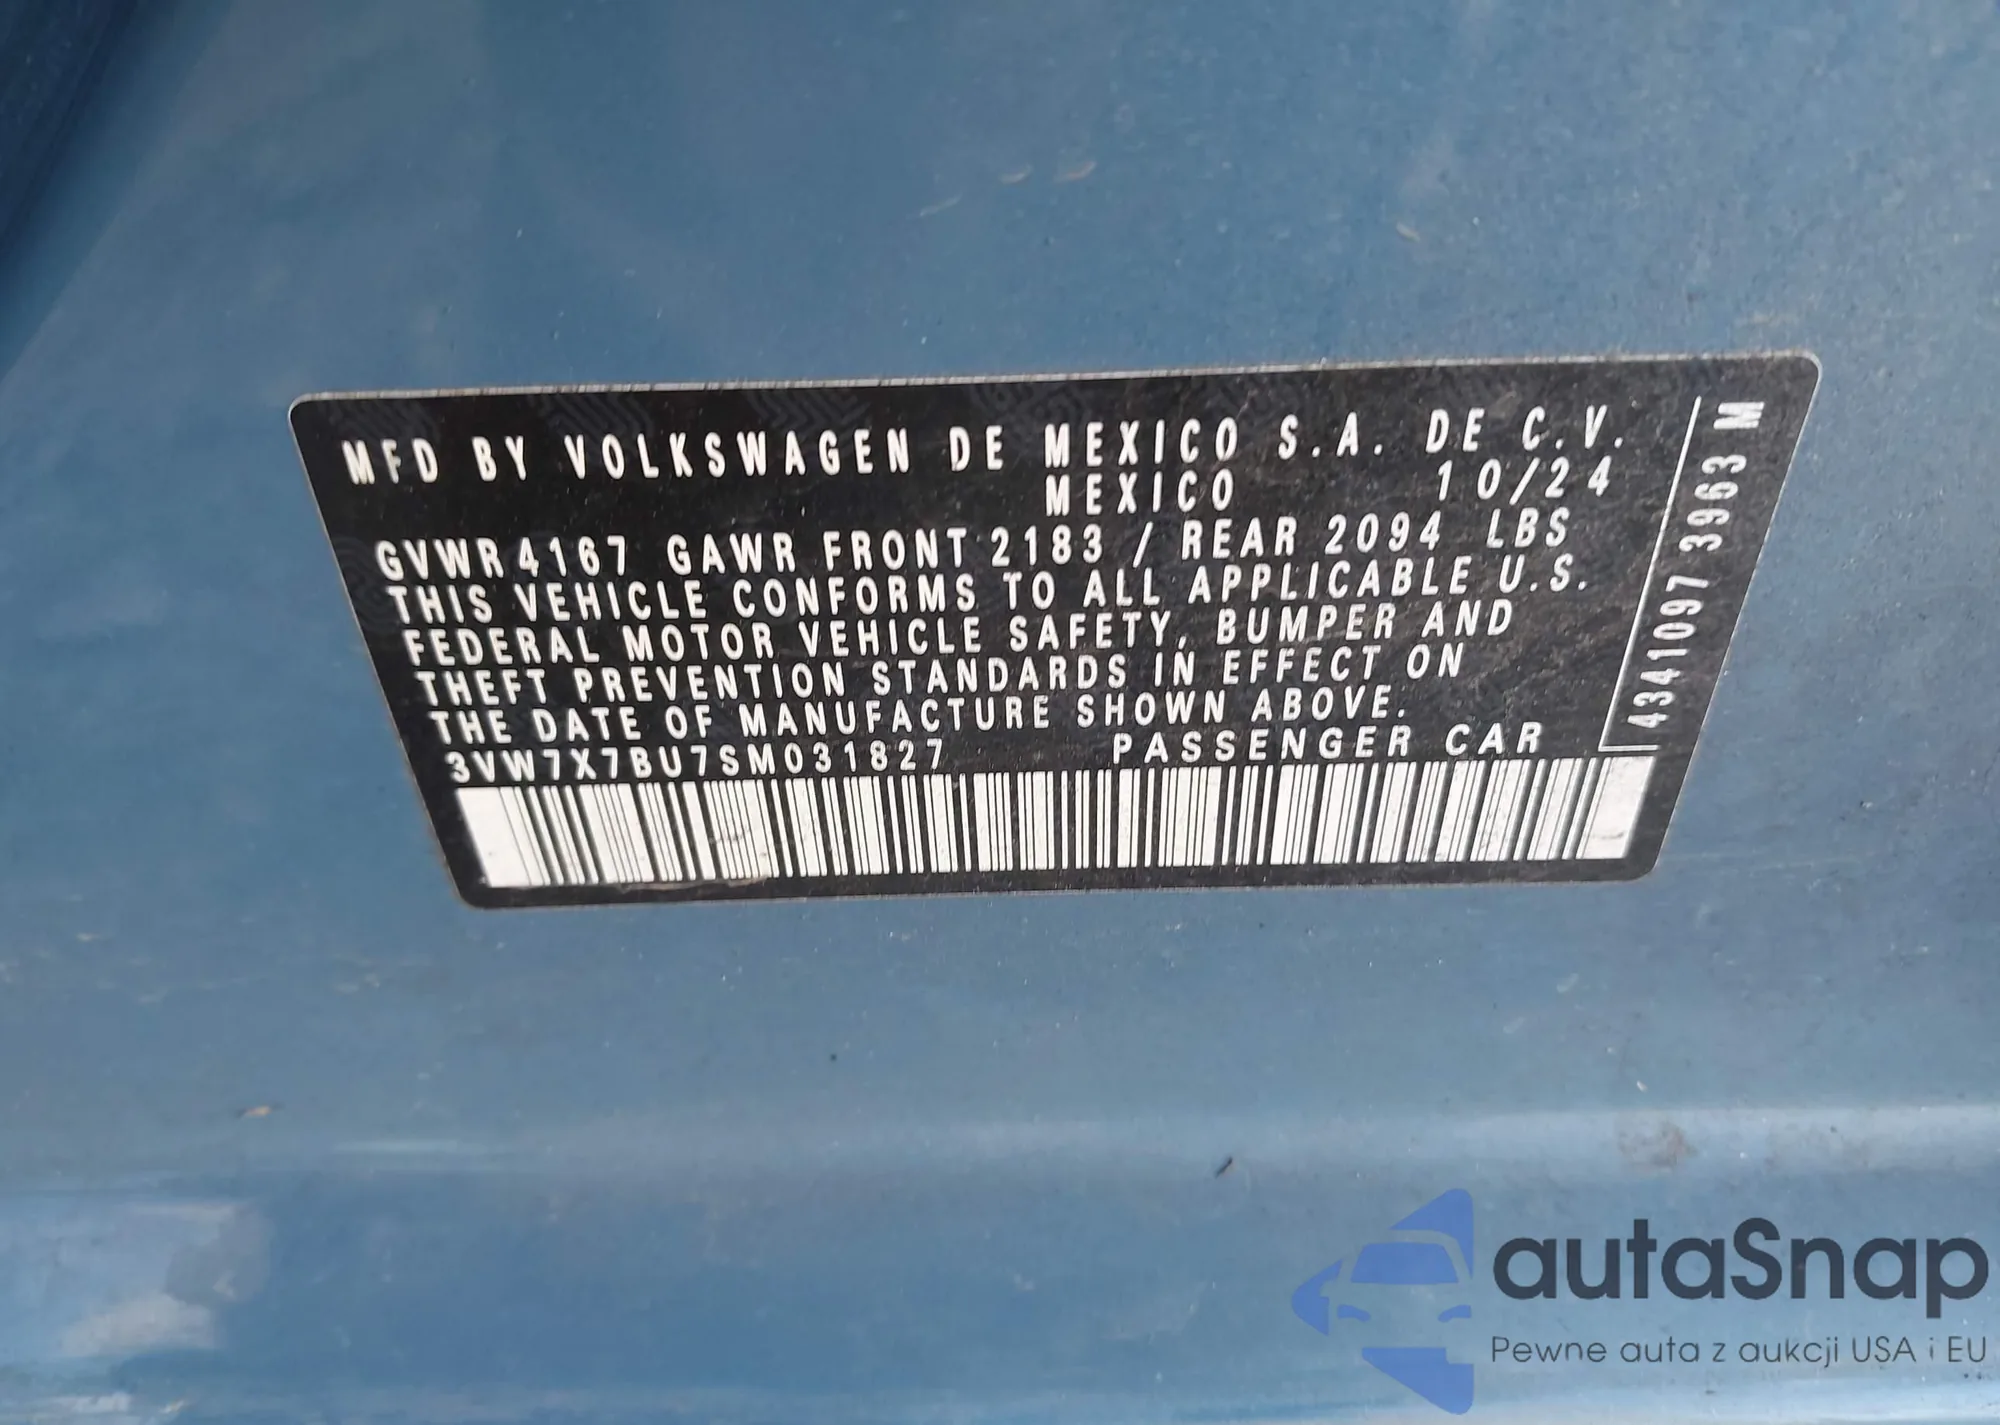 MFD BY VOLKSWAGEN DE MEXICO S.A. DE C.V.
MEXICO 10/24
GVWR 4167 GAWR FRONT 2183 / REAR 2094 LBS
THIS VEHICLE CONFORMS TO ALL APPLICABLE U.S.
FEDERAL MOTOR VEHICLE SAFETY, BUMPER AND
THEFT PREVENTION STANDARDS IN EFFECT ON
THE DATE OF MANUFACTURE SHOWN ABOVE.
3VW7X7BU7SM031827 PASSENGER CAR
4341097 3963 M
autaSnap
Pewne auta z aukcji USA i EU